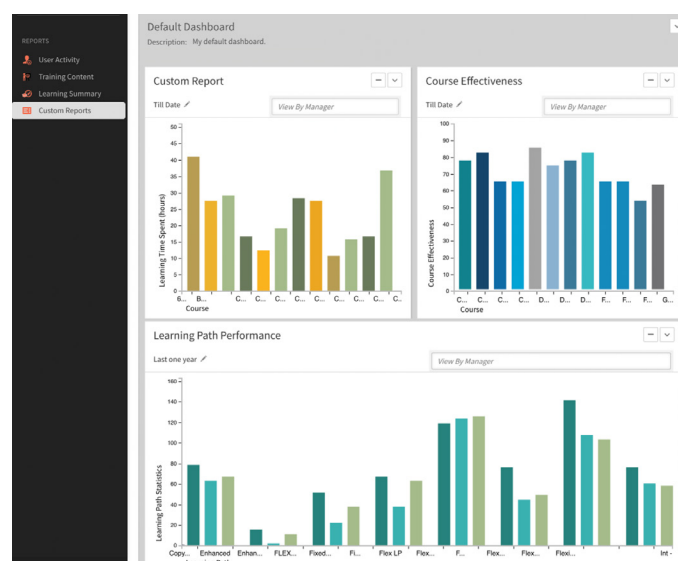 Default Dashboard
Description: My default dashboard.
REPORTS
User Activity
Training Content
Learning Summary
Custom Reports
Custom Report
Till Date
View By Manager
Learning Time Spent (hours)
50
45
40
35
30
25
20
15
10
5
0
6... B... C... C... C... C... C... C... C... C... C..
Course
Course Effectiveness
Till Date
View By Manager
Course Effectiveness
100
90
80
70
60
50
40
30
20
10
0
C... C... C... C... D... D... D... F... F... F... G...
Course
Learning Path Performance
Last one year
View By Manager
Learning Path Statistics
160
140
120
100
80
60
40
20
0
Copy... Enhanced Enhan... FLEX... Fixed... Fi... Flex LP Flex... F... Flex... Flex... Flexi... Int -